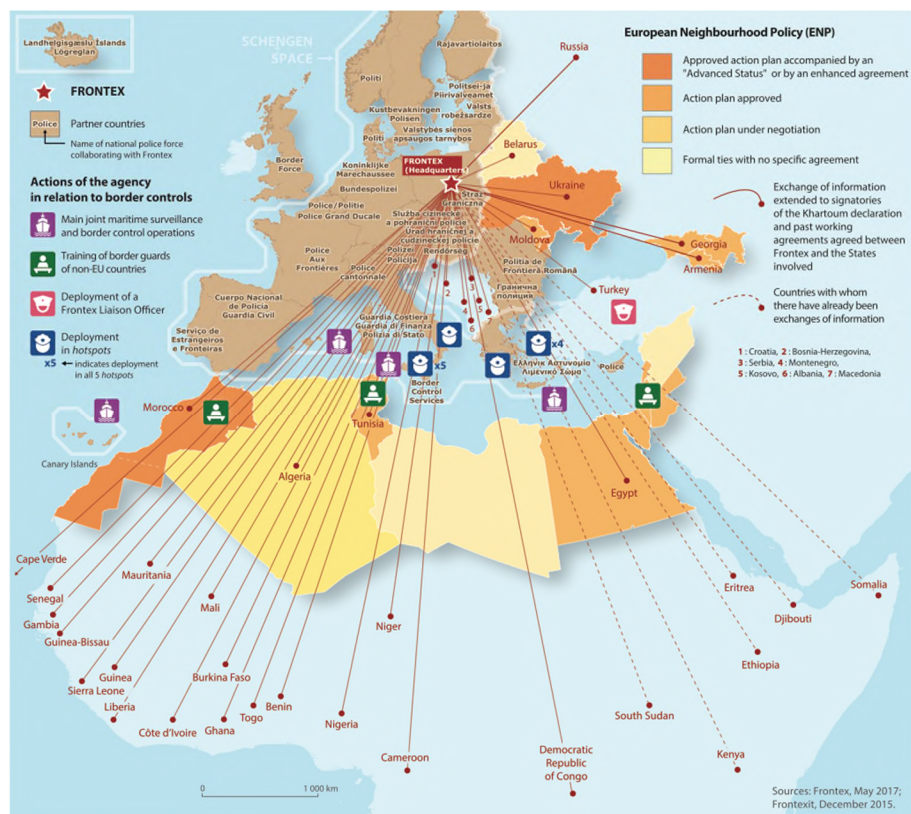 Landhelgisgæslu Íslands
Lögreglan
FRONTEX
Police
Partner countries
Name of national police force
collaborating with Frontex
Actions of the agency
in relation to border controls
Main joint maritime surveillance
and border control operations
Training of border guards
of non-EU countries
Deployment of a
Frontex Liaison Officer
Deployment
in hotspots
x5
indicates deployment
in all 5 hotspots
SCHENGEN
SPACE
European Neighbourhood Policy (ENP)
Approved action plan accompanied by an
"Advanced Status" or by an enhanced agreement
Action plan approved
Action plan under negotiation
Formal ties with no specific agreement
Exchange of information
extended to signatories
of the Khartoum declaration
and past working
agreements agreed between
Frontex and the States
involved
Countries with whom
there have already been
exchanges of information
1 : Croatia, 2 : Bosnia-Herzegovina,
3 : Serbia, 4 : Montenegro,
5 : Kosovo, 6 : Albania, 7 : Macedonia
Rajavartiolaitos
Russia
Politi
Politsei-ja
Piirivalveamet
Kustbevakningen
Polisen
Valsts
robežsardze
Politi
Valstybės sienos
apsaugos tarnybos
Border
Force
Koninklijke
Marechaussee
FRONTEX
(Headquarters)
Belarus
Bundespolizei
Straż
Graniczna
Ukraine
Police/Politie
Police Grand Ducale
Služba cizinecké
a pohraniční policie
Úrad hraničnej a
cudzineckej polície
Moldova
Georgia
Armenia
Polizei
Rendőrség
Policija
Police
Aux
Frontières
Police
cantonnale
Politia de
Frontieră Română
Гранична
полиция
Turkey
1
2
3
4
5
6
Cuerpo Nacional
de Policía
Guardia Civil
Guardia Costiera
Guardia di Finanza
Polizia di Stato
Serviço de
Estrangeiros
e Fronteiras
x4
x5
Ελληνική Αστυνομία
Λιμενικό Σώμα
Police
Border
Control
Services
Morocco
Tunisia
Canary Islands
Algeria
Egypt
Cape Verde
Mauritania
Senegal
Gambia
Guinea-Bissau
Mali
Niger
Eritrea
Djibouti
Somalia
Guinea
Sierra Leone
Liberia
Burkina Faso
Ethiopia
Côte d'Ivoire
Ghana
Togo
Benin
Nigeria
South Sudan
Cameroon
Democratic
Republic
of Congo
Kenya
0
1 000 km
Sources: Frontex, May 2017;
Frontexit, December 2015.